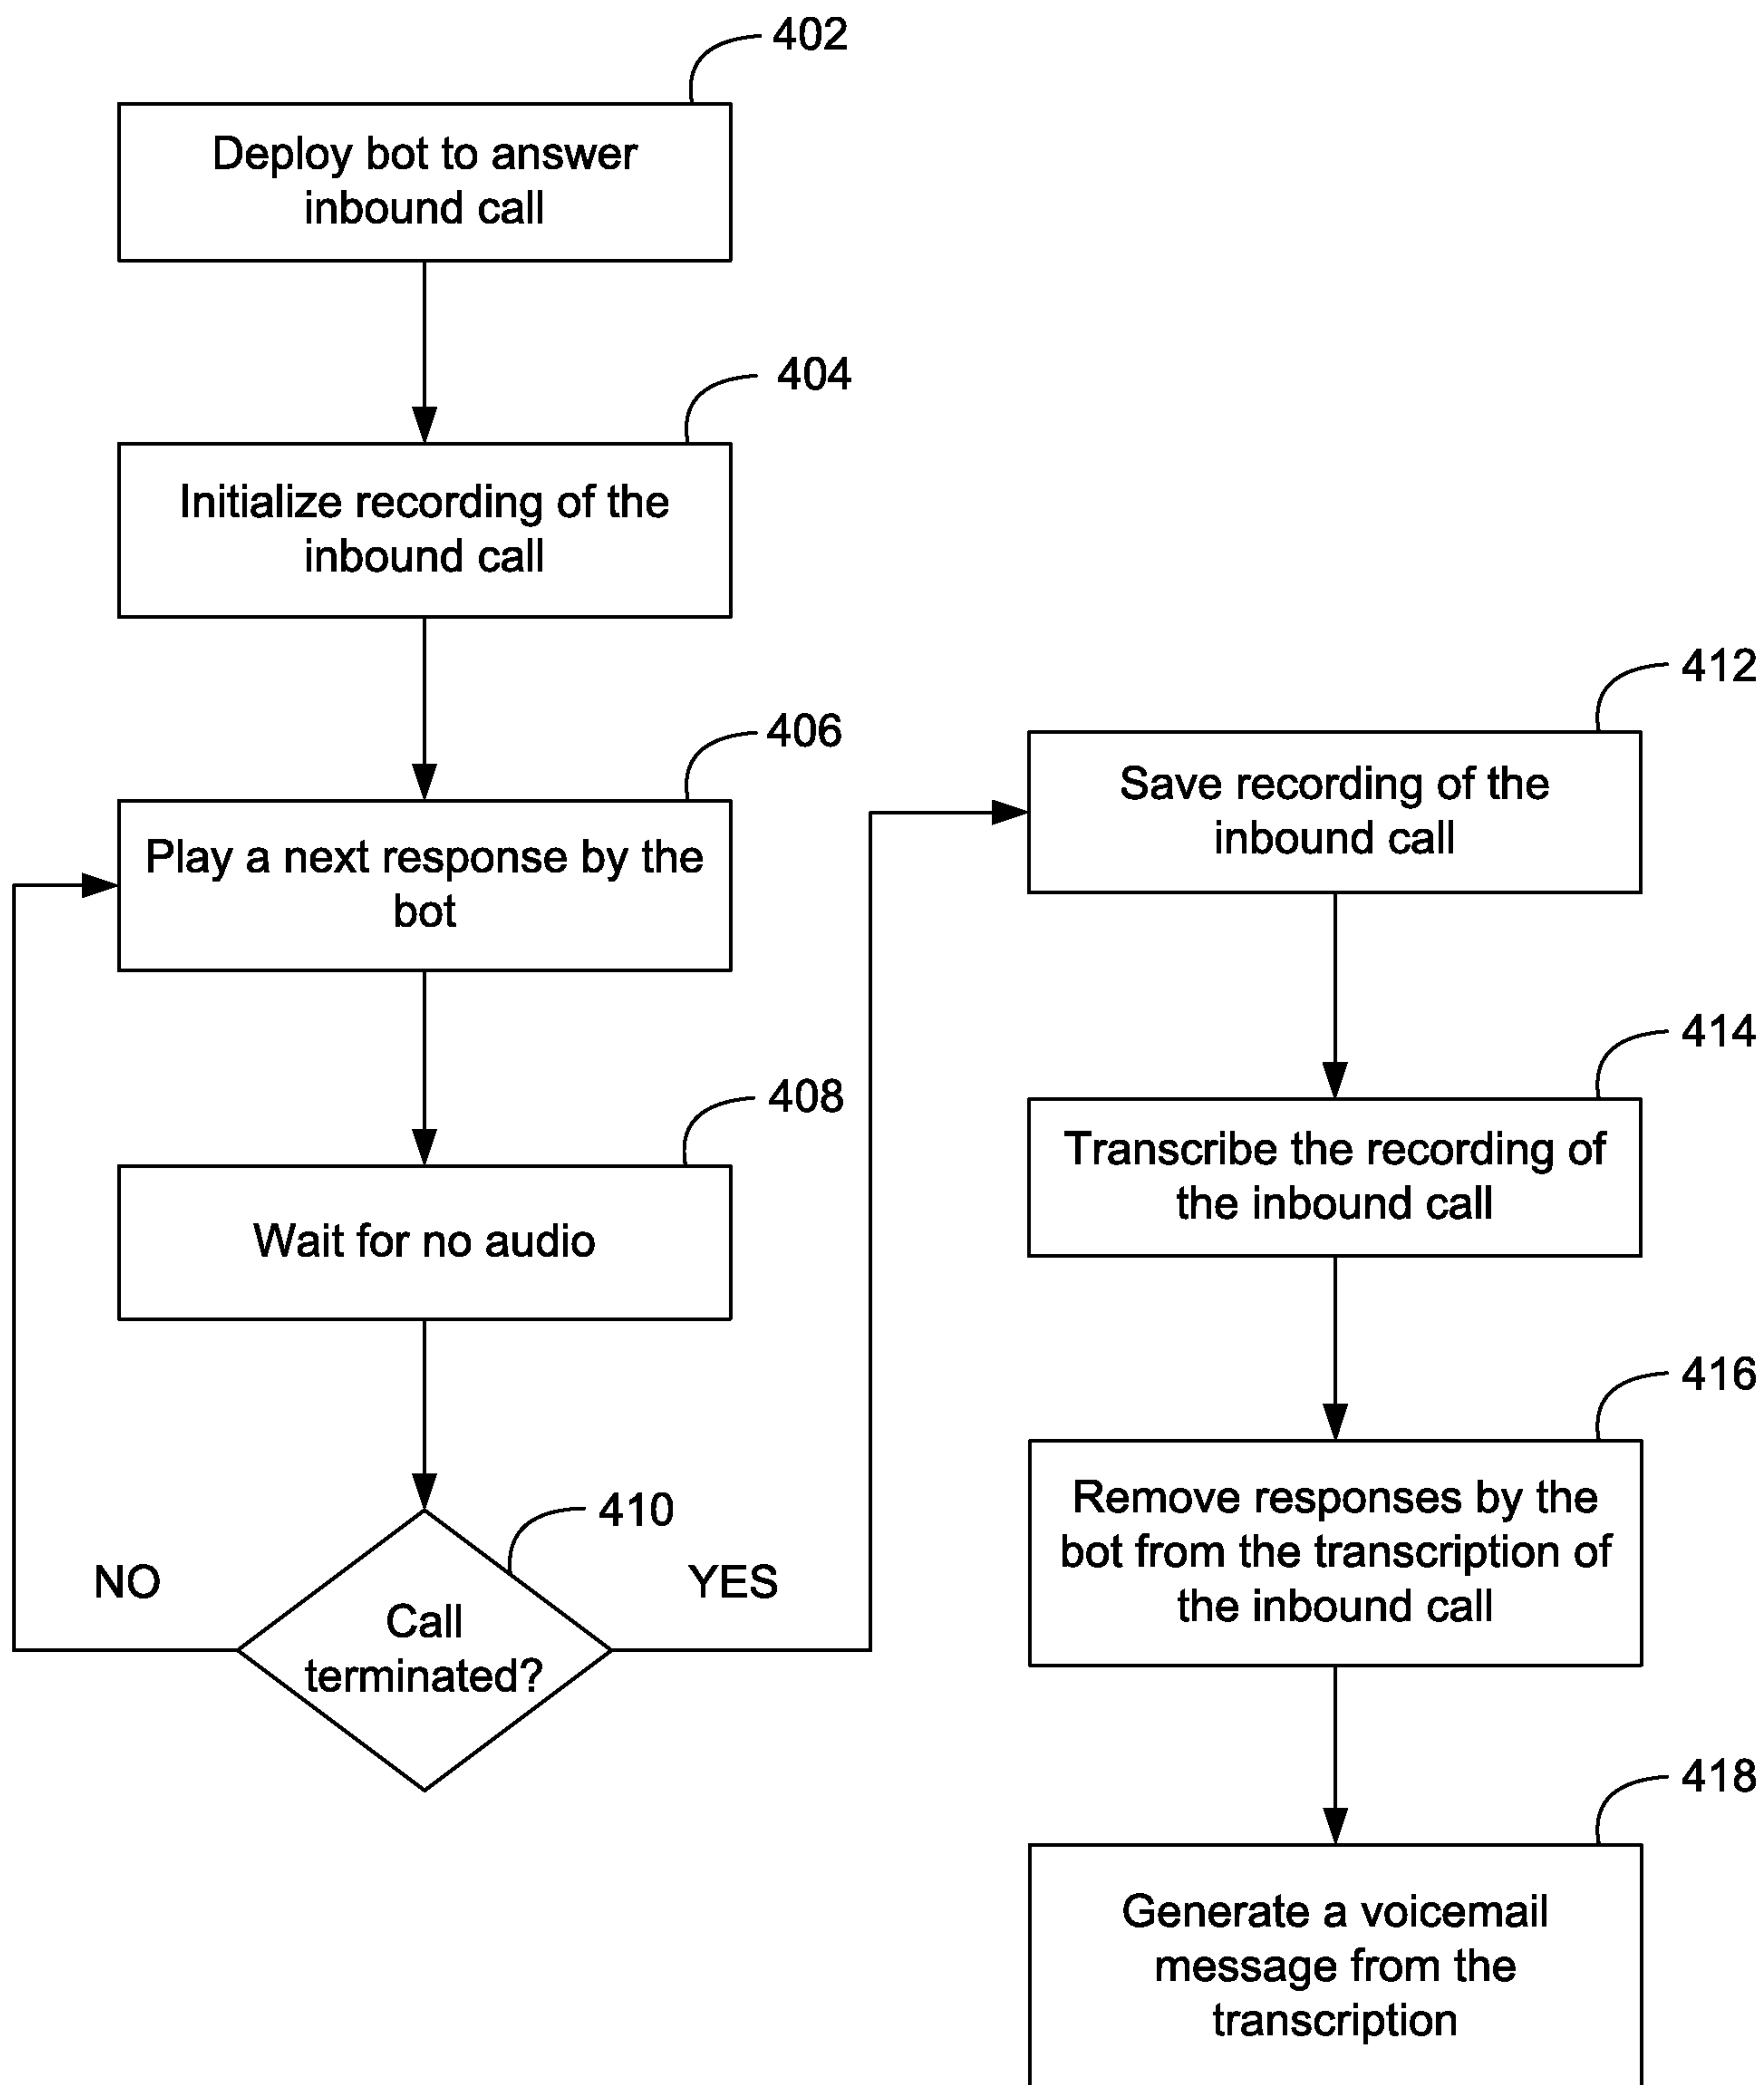 402
Deploy bot to answer
inbound call
404
Initialize recording of the
inbound call
406
Play a next response by the
bot
408
Wait for no audio
410
NO
YES
Call
terminated?
412
Save recording of the
inbound call
414
Transcribe the recording of
the inbound call
416
Remove responses by the
bot from the transcription of
the inbound call
418
Generate a voicemail
message from the
transcription